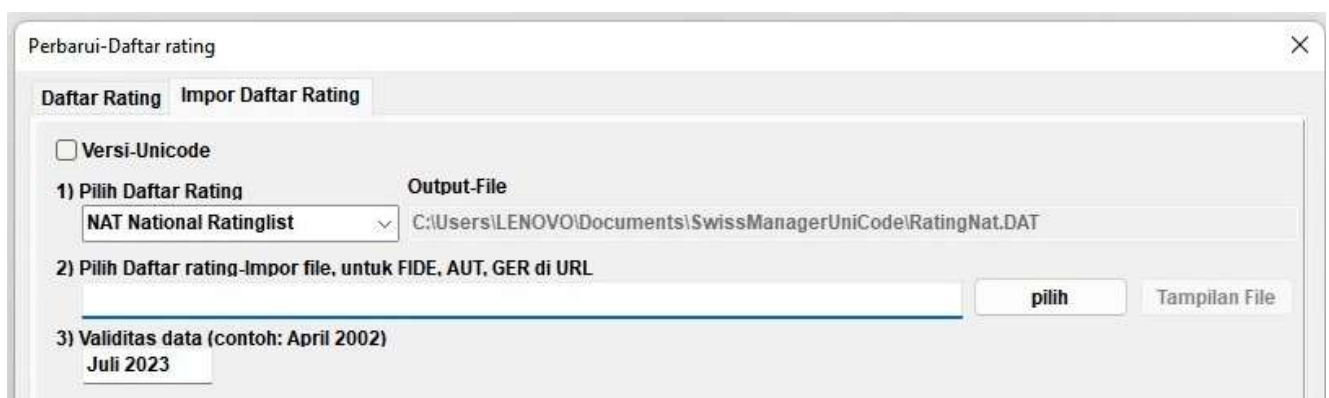 Perbarui-Daftar rating
Daftar Rating Impor Daftar Rating
Versi-Unicode
1) Pilih Daftar Rating Output-File
NAT National Ratinglist C:\Users\LENOVO\Documents\SwissManagerUniCode\RatingNat.DAT
2) Pilih Daftar rating-Impor file, untuk FIDE, AUT, GER di URL
pilih Tampilan File
3) Validitas data (contoh: April 2002)
Juli 2023